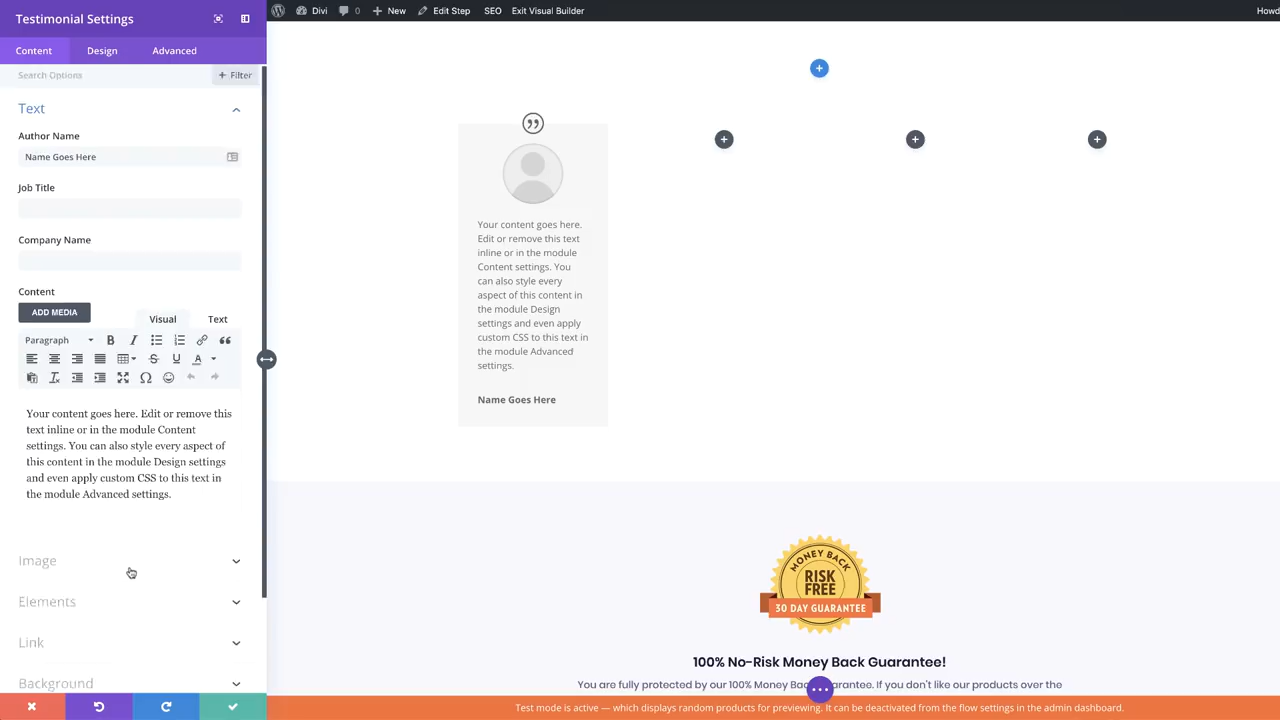 Testimonial Settings
Divi
0
New
Edit Step
SEO
Exit Visual Builder
Howd
Content
Design
Advanced
Search Options
+ Filter
Text
Author Name
Name Goes Here
Job Title
Company Name
Content
ADD MEDIA
Visual
Text
Paragraph
B
I
U
A
Your content goes here. Edit or remove this
text inline or in the module Content
settings. You can also style every aspect of
this content in the module Design settings
and even apply custom CSS to this text in
the module Advanced settings.
Image
Elements
Link
Background
Your content goes here.
Edit or remove this text
inline or in the module
Content settings. You
can also style every
aspect of this content in
the module Design
settings and even apply
custom CSS to this text in
the module Advanced
settings.
Name Goes Here
MONEY BACK
RISK
FREE
30 DAY GUARANTEE
100% No-Risk Money Back Guarantee!
You are fully protected by our 100% Money Back Guarantee. If you don't like our products over the
Test mode is active — which displays random products for previewing. It can be deactivated from the flow settings in the admin dashboard.